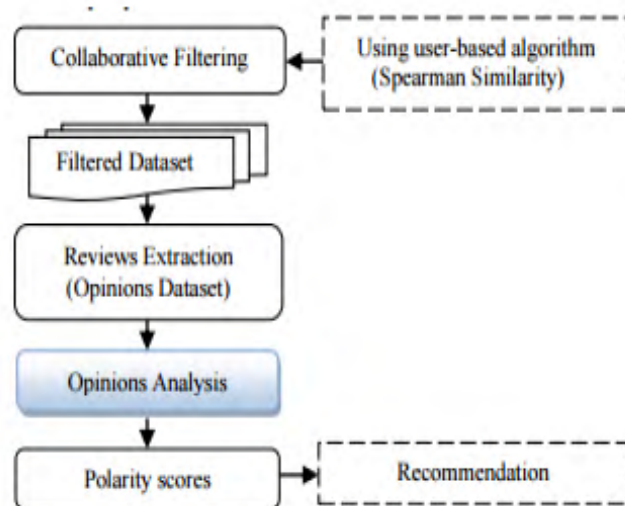 Collaborative Filtering
Using user-based algorithm
(Spearman Similarity)
Filtered Dataset
Reviews Extraction
(Opinions Dataset)
Opinions Analysis
Polarity scores
Recommendation